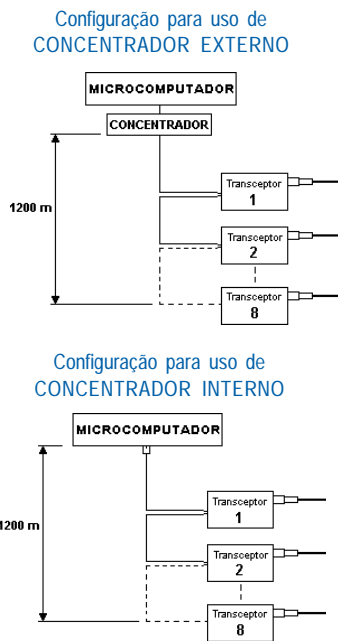 Configuração para uso de
CONCENTRADOR EXTERNO
MICROCOMPUTADOR
CONCENTRADOR
1200 m
Transceptor
1
Transceptor
2
Transceptor
8
Configuração para uso de
CONCENTRADOR INTERNO
MICROCOMPUTADOR
1200 m
Transceptor
1
Transceptor
2
Transceptor
8